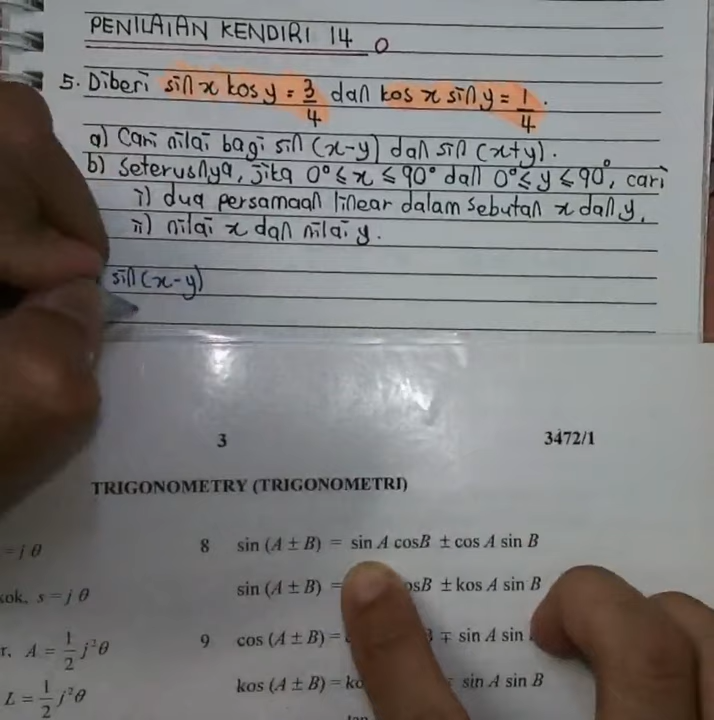 PENILAIAN KENDIRI 14
5. Diberi sin x kos y = 3/4 dan kos x sin y = 1/4.
a) Cari nilai bagi sin (x-y) dan sin (x+y).
b) Seterusnya, jika 0° ≤ x ≤ 90° dan 0° ≤ y ≤ 90°, cari
i) dua persamaan linear dalam sebutan x dan y.
ii) nilai x dan nilai y.
sin(x-y)
3 3472/1
TRIGONOMETRY (TRIGONOMETRI)
= j θ 8 sin (A ± B) = sin A cosB ± cos A sin B
kok, s = j θ sin (A ± B) = osB ± kos A sin B
r, A = 1/2 j²θ 9 cos (A ± B) = ∓ sin A sin
L = 1/2 j²θ kos (A ± B) = ko sin A sin B